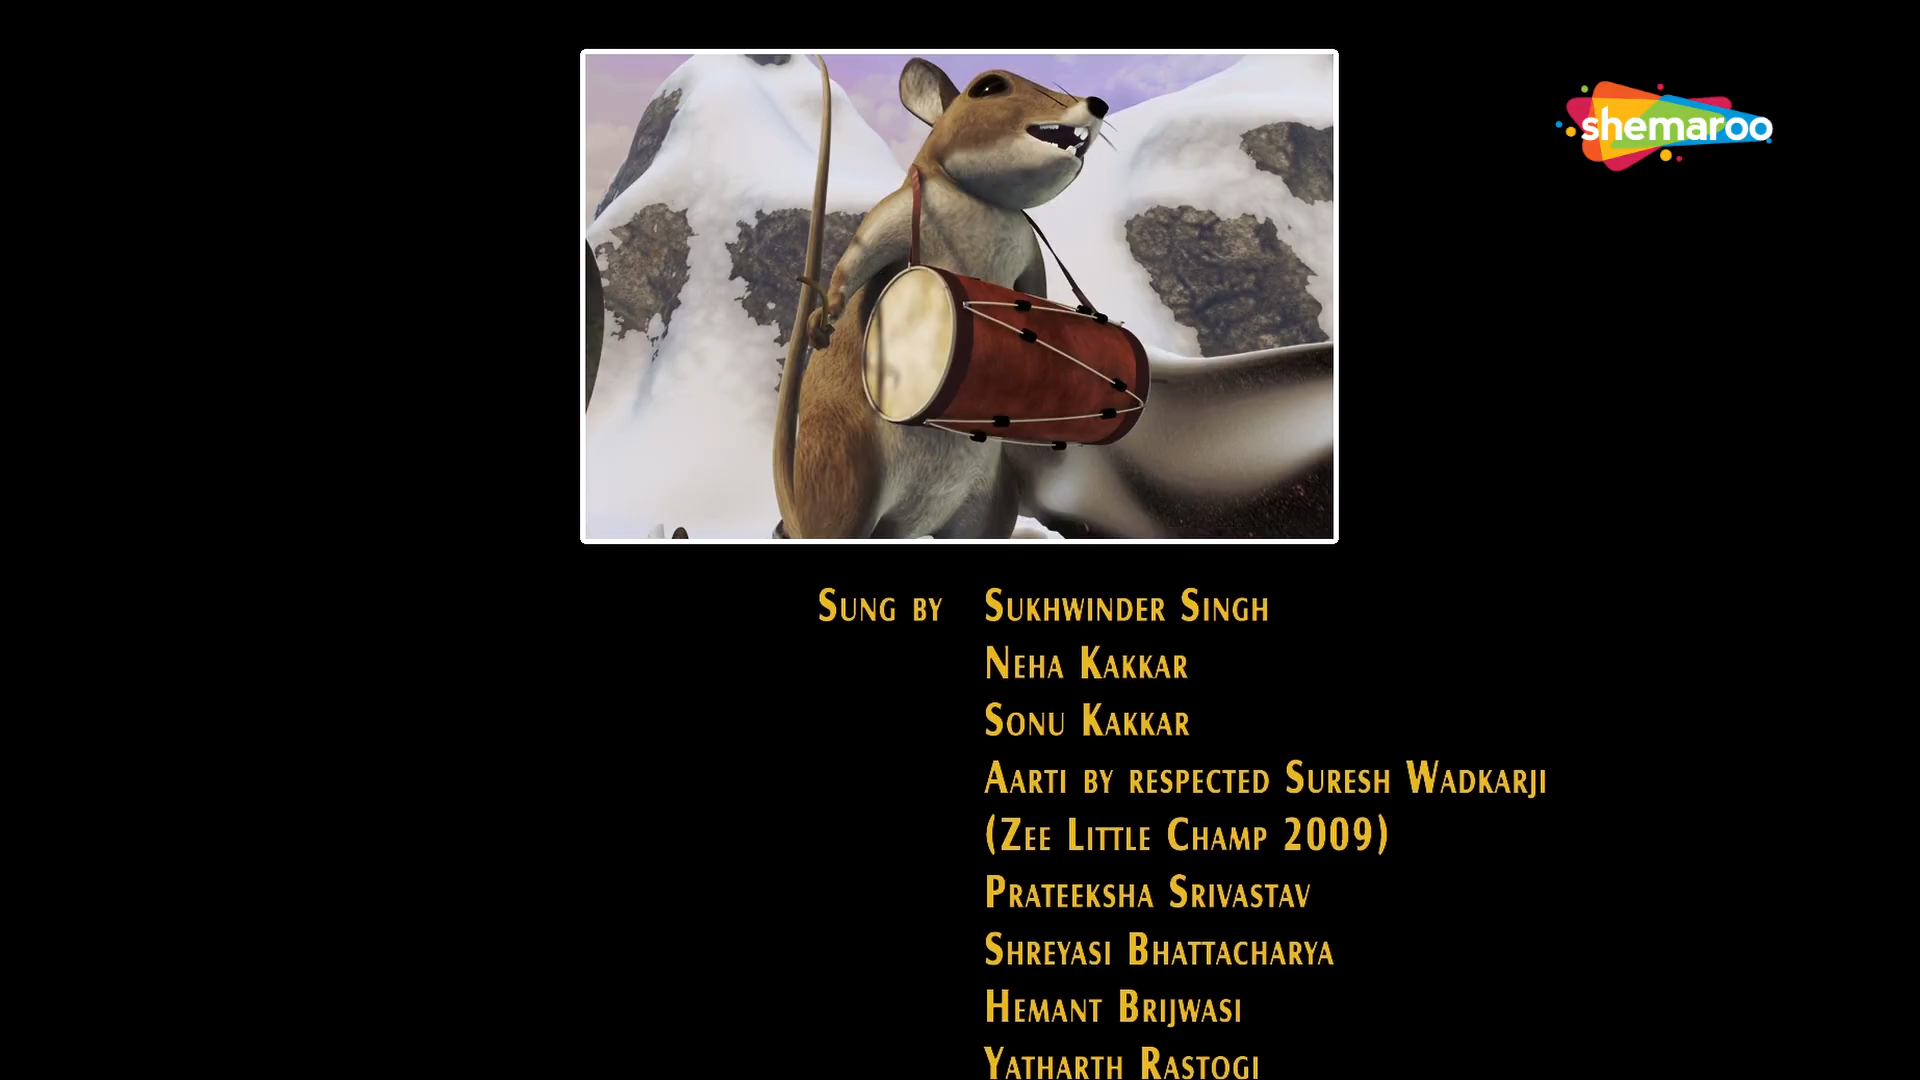 shemaroo
Sung by Sukhwinder Singh
Neha Kakkar
Sonu Kakkar
Aarti by respected Suresh Wadkarji
(Zee Little Champ 2009)
Prateeksha Srivastav
Shreyasi Bhattacharya
Hemant Brijwasi
Yatharth Rastogi